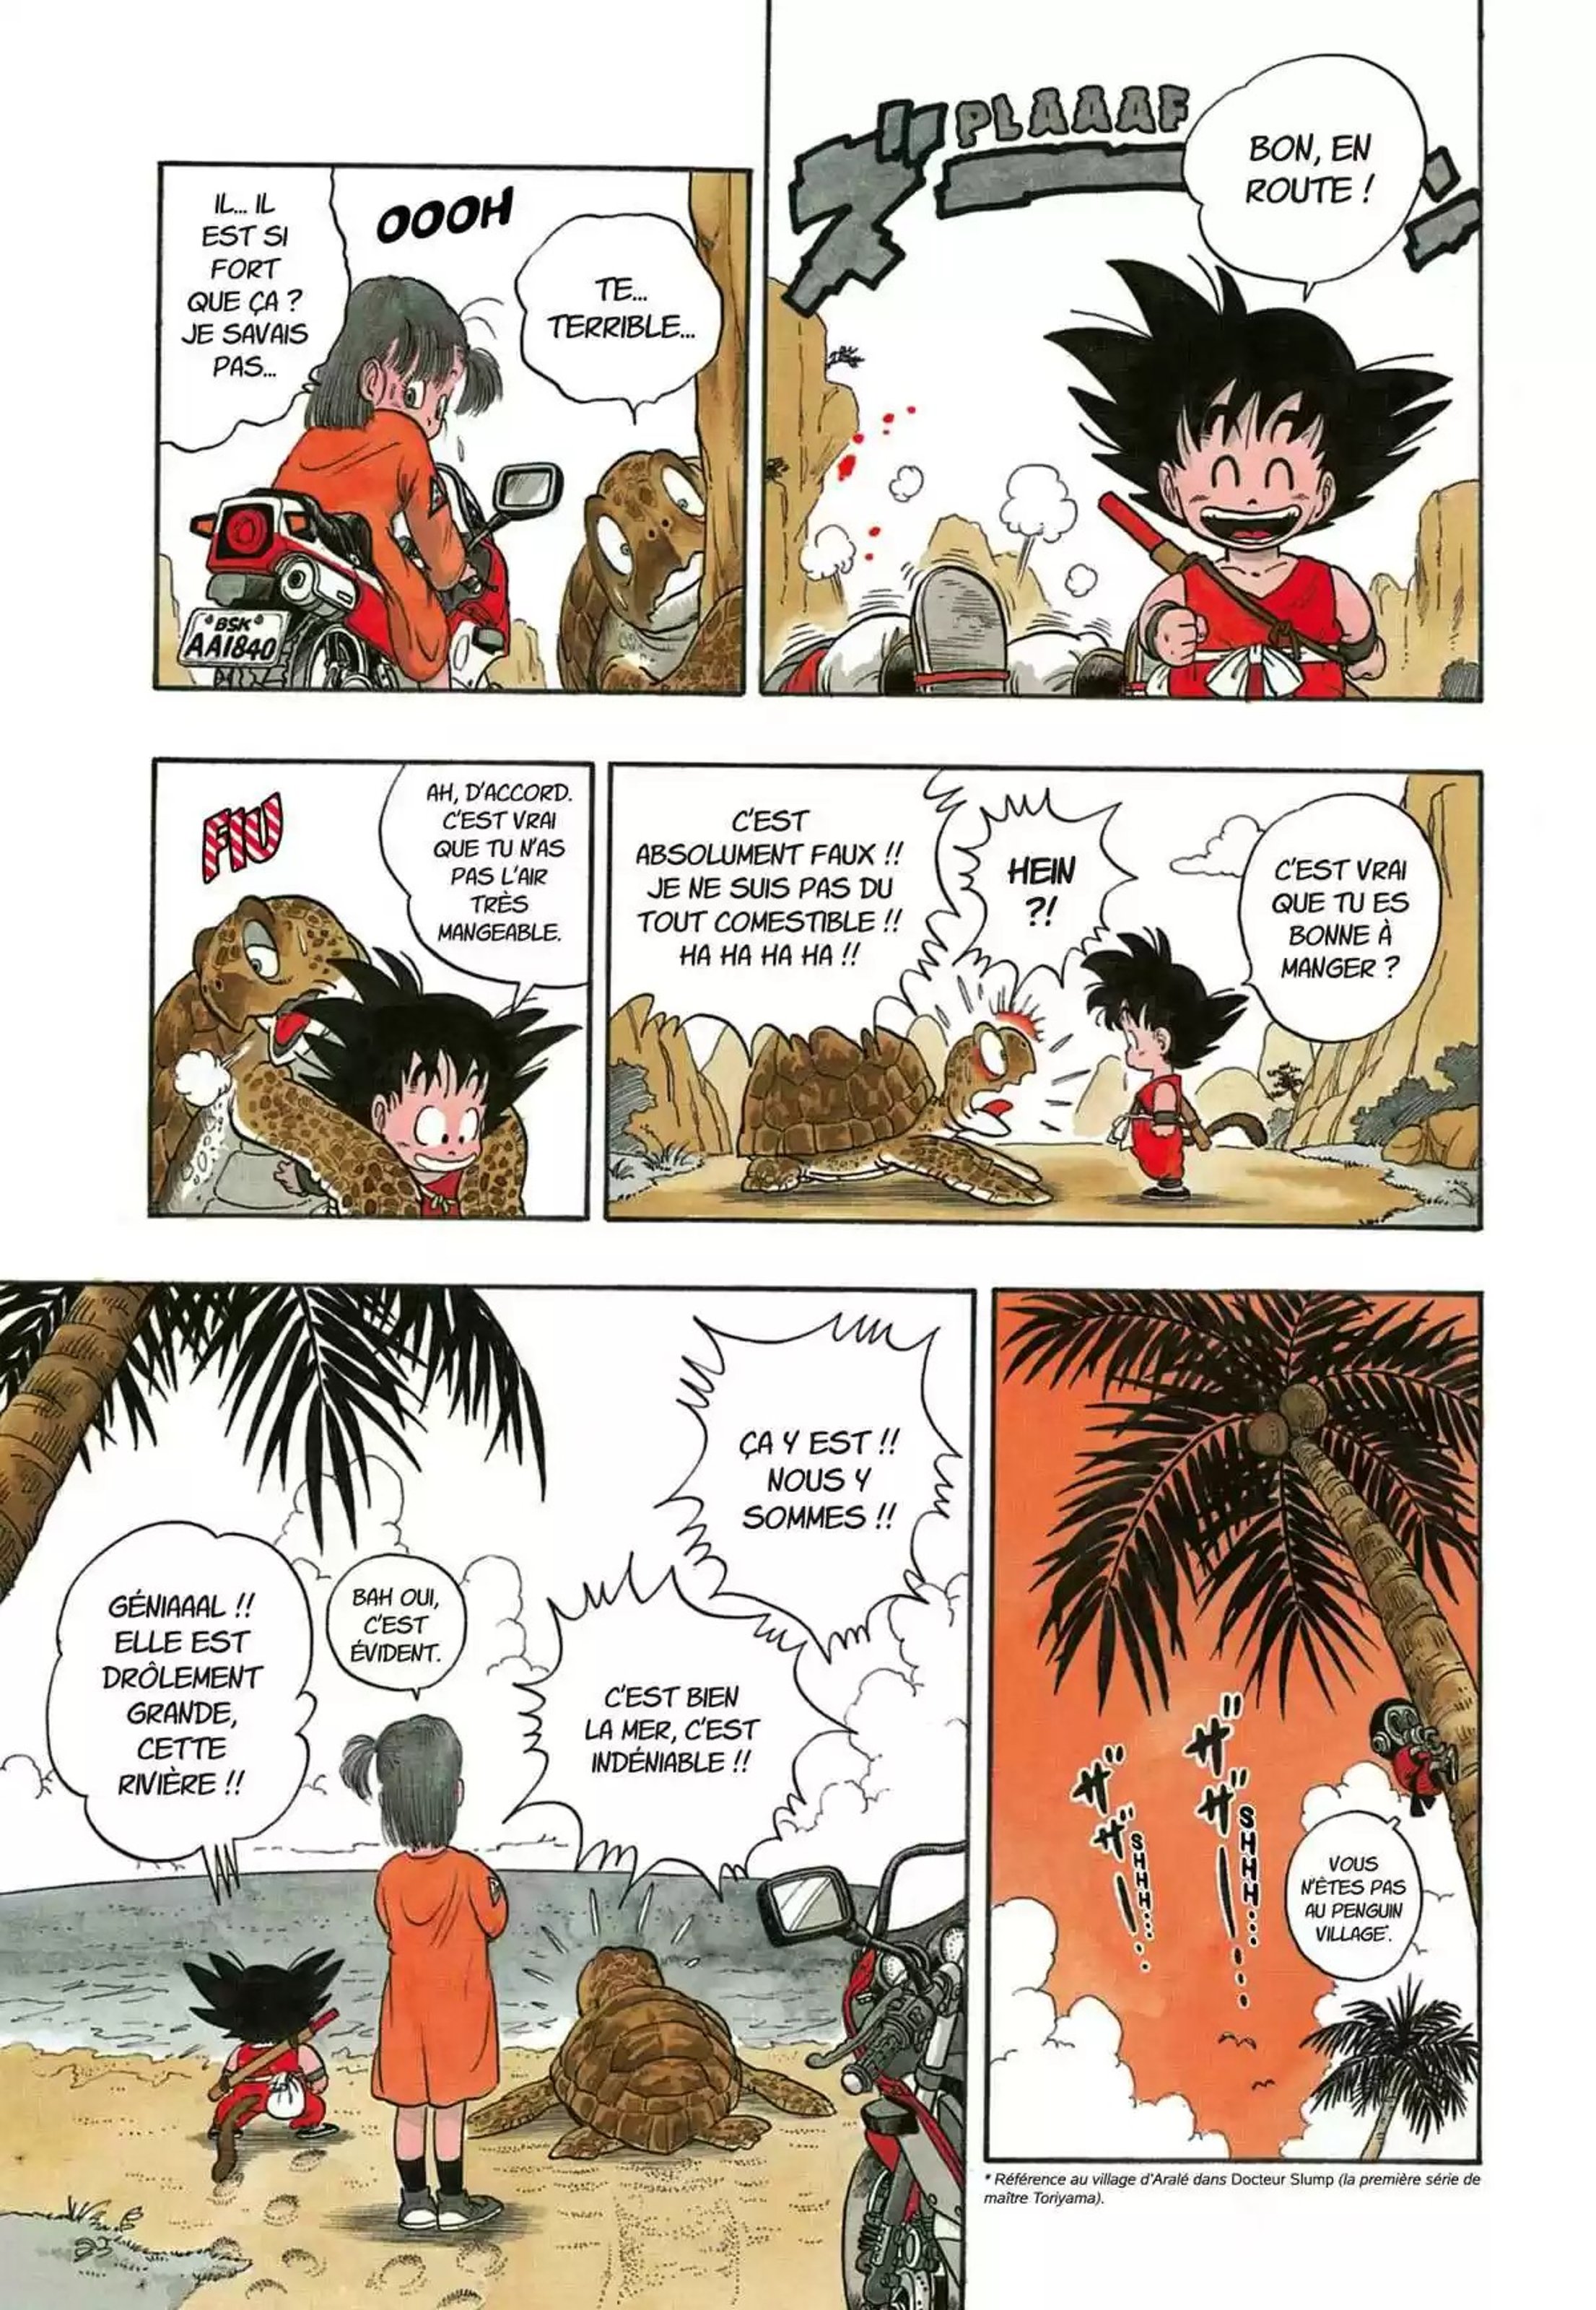 PLAAAF
ズーン
BON, EN
ROUTE !
OOOH
TE...
TERRIBLE...
IL... IL
EST SI
FORT
QUE ÇA ?
JE SAVAIS
PAS...
BSK
AA1840
C'EST VRAI
QUE TU ES
BONNE À
MANGER ?
HEIN
?!
C'EST
ABSOLUMENT FAUX !!
JE NE SUIS PAS DU
TOUT COMESTIBLE !!
HA HA HA HA !!
AH, D'ACCORD.
C'EST VRAI
QUE TU N'AS
PAS L'AIR
TRÈS
MANGEABLE.
FIU
ザザー
SHHH...
ザザー
SHHH...
VOUS
N'ÊTES PAS
AU PENGUIN
VILLAGE*.
* Référence au village d'Aralé dans Docteur Slump (la première série de
maître Toriyama).
ÇA Y EST !!
NOUS Y
SOMMES !!
C'EST BIEN
LA MER, C'EST
INDÉNIABLE !!
BAH OUI,
C'EST
ÉVIDENT.
GÉNIAAAL !!
ELLE EST
DRÔLEMENT
GRANDE,
CETTE
RIVIÈRE !!